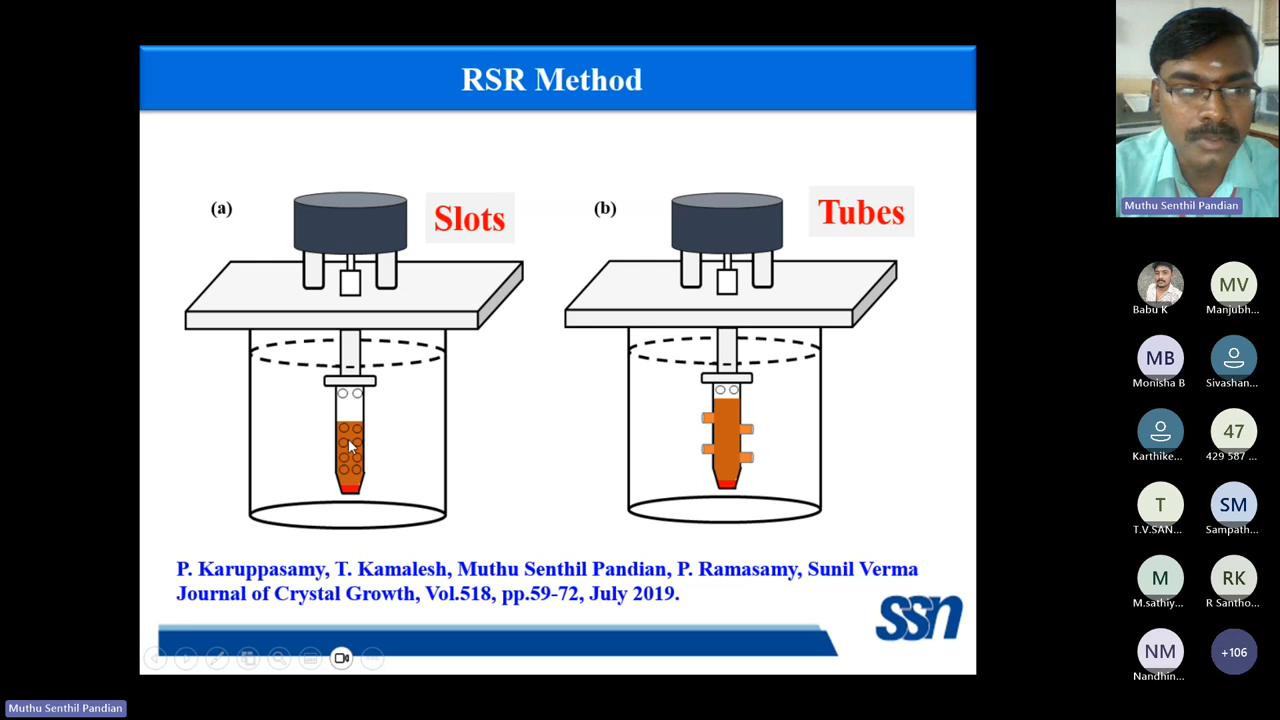 RSR Method
(a)
Slots
(b)
Tubes
P. Karuppasamy, T. Kamalesh, Muthu Senthil Pandian, P. Ramasamy, Sunil Verma
Journal of Crystal Growth, Vol.518, pp.59-72, July 2019.
ssn
Muthu Senthil Pandian
MV
Babu K
Manjubh...
MB
Monisha B
Sivashan...
47
Karthike...
429 587 ...
T
SM
T.V.SAN...
Sampath...
M
RK
M.sathiy...
R Santho...
NM
+106
Nandhin...
Muthu Senthil Pandian